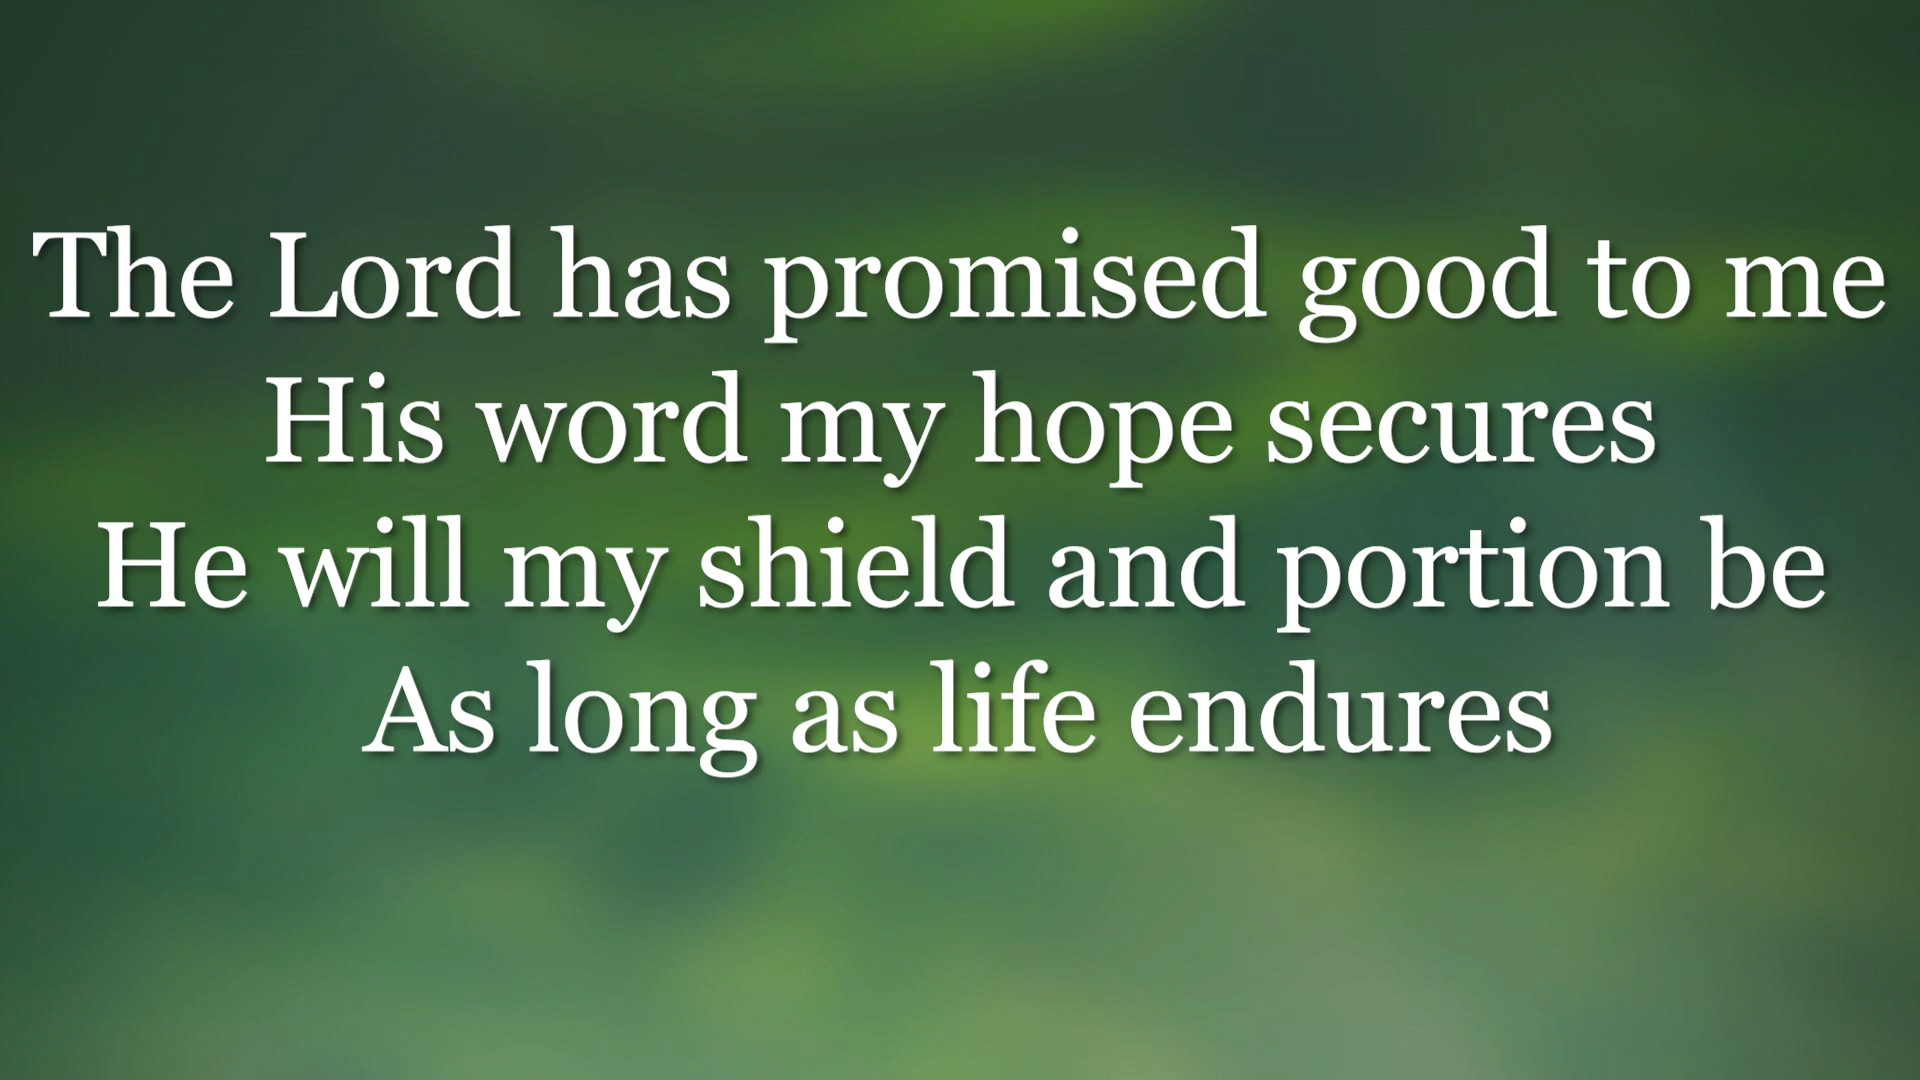 The Lord has promised good to me
His word my hope secures
He will my shield and portion be
As long as life endures